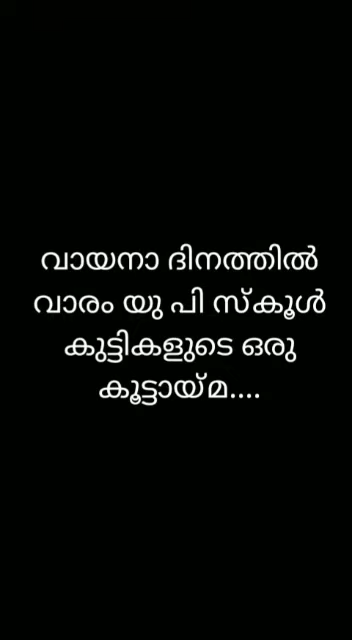 വായനാ ദിനത്തിൽ
വാരം യു പി സ്കൂൾ
കുട്ടികളുടെ ഒരു
കൂട്ടായ്മ....